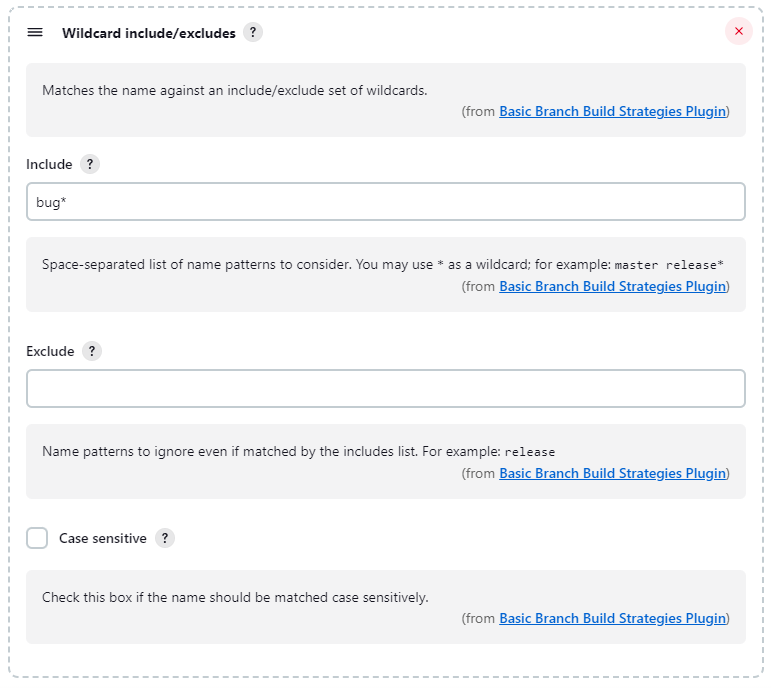 Wildcard include/excludes ?
Matches the name against an include/exclude set of wildcards.
(from Basic Branch Build Strategies Plugin)
Include ?
bug*
Space-separated list of name patterns to consider. You may use * as a wildcard; for example: master release*
(from Basic Branch Build Strategies Plugin)
Exclude ?
Name patterns to ignore even if matched by the includes list. For example: release
(from Basic Branch Build Strategies Plugin)
Case sensitive ?
Check this box if the name should be matched case sensitively.
(from Basic Branch Build Strategies Plugin)